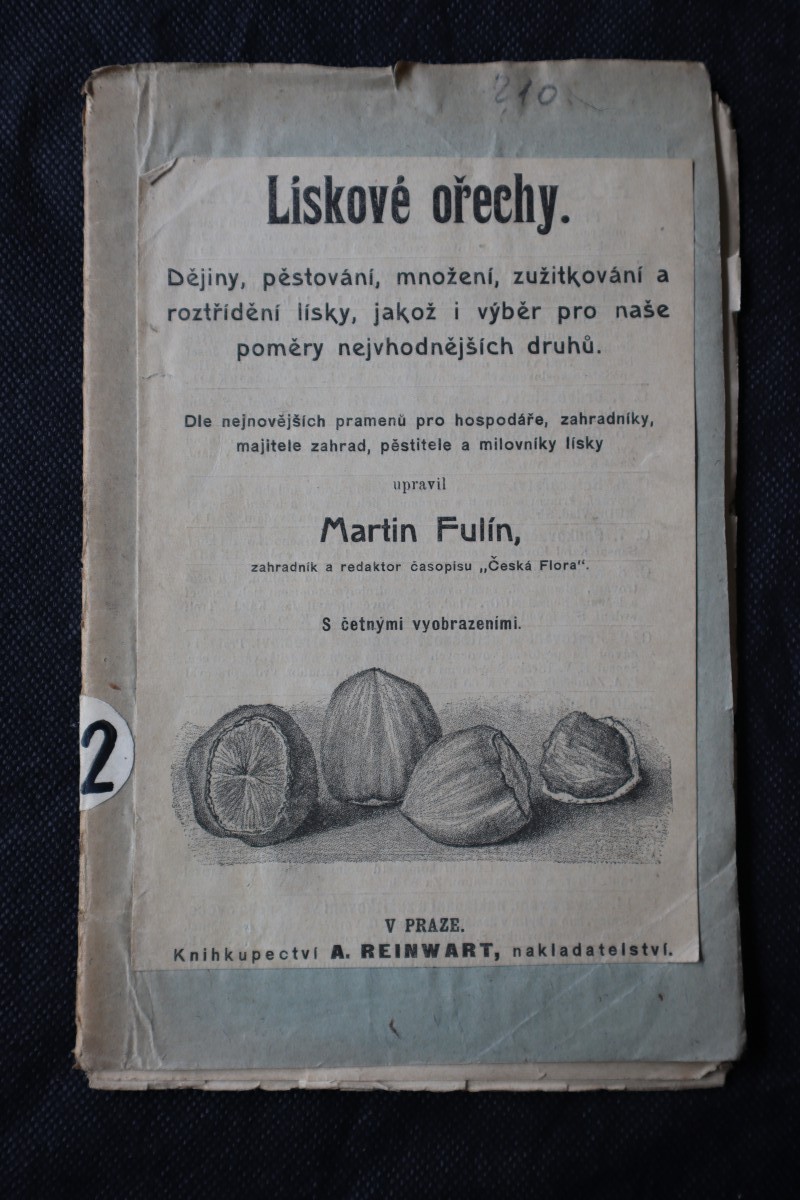 210
Lískové ořechy.
Dějiny, pěstování, množení, zužitkování a
roztřídění lísky, jakož i výběr pro naše
poměry nejvhodnějších druhů.
Dle nejnovějších pramenů pro hospodáře, zahradníky,
majitele zahrad, pěstitele a milovníky lísky
upravil
Martin Fulín,
zahradník a redaktor časopisu „Česká Flora“.
S četnými vyobrazeními.
2
V PRAZE.
Knihkupectví A. REINWART, nakladatelství.